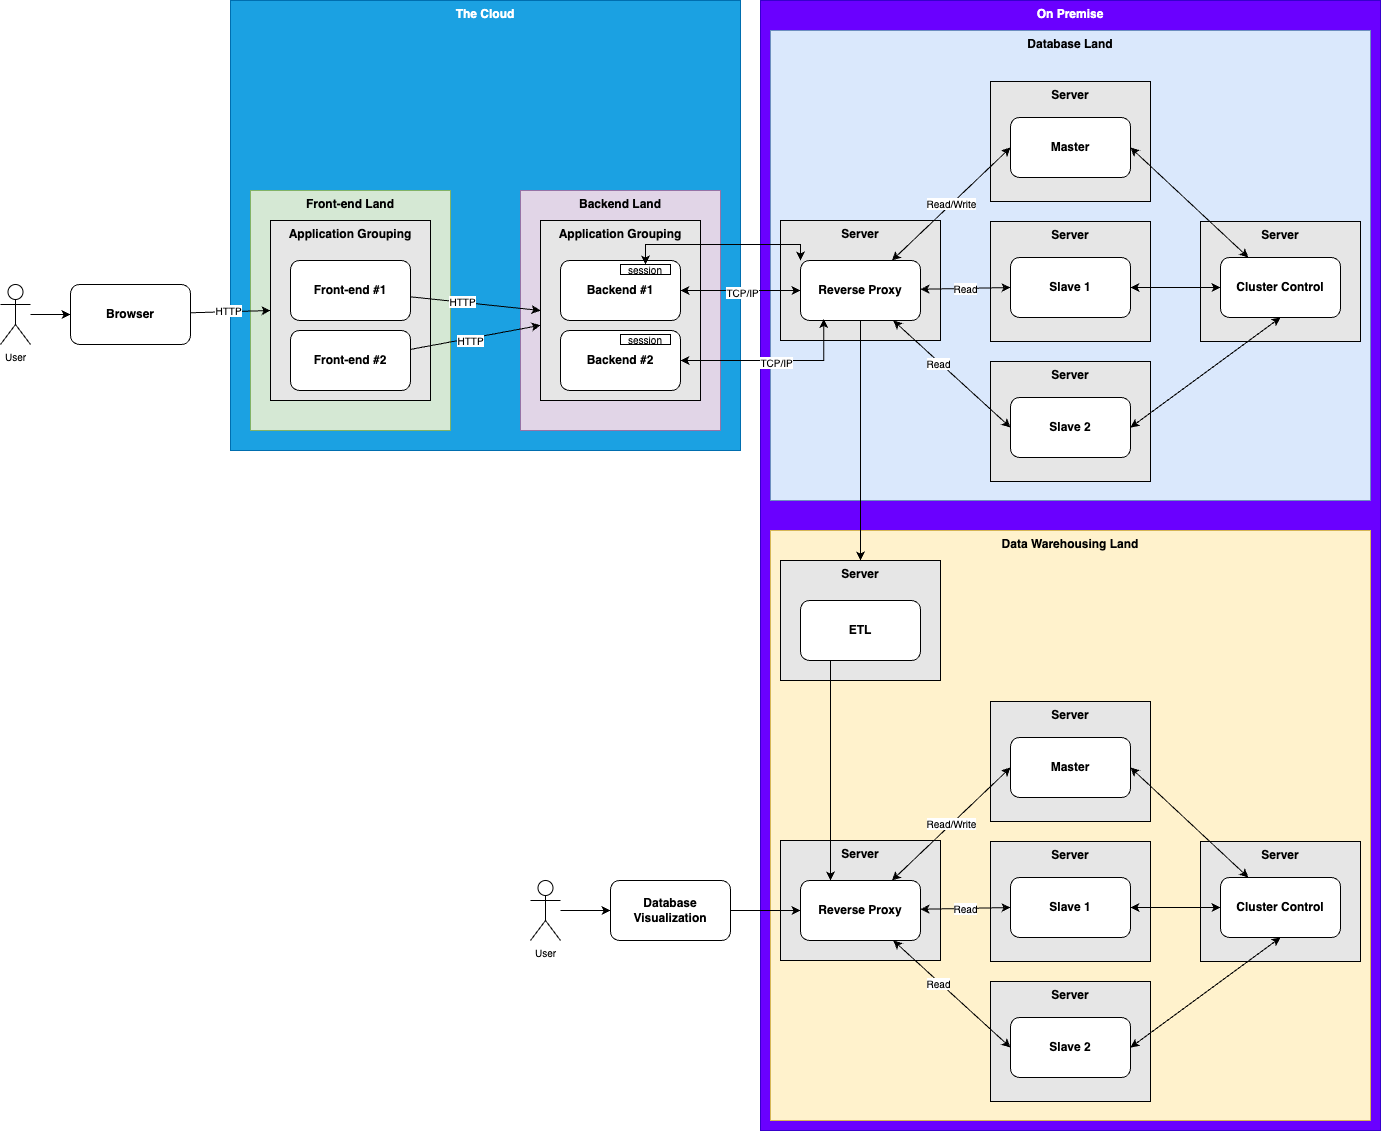 The Cloud
On Premise
Database Land
Server
Master
Front-end Land
Backend Land
Read/Write
Application Grouping
Application Grouping
Server
Server
Server
session
Front-end #1
Backend #1
Reverse Proxy
Read
Slave 1
Cluster Control
TCP/IP
HTTP
Browser
HTTP
session
HTTP
User
Front-end #2
Backend #2
TCP/IP
Read
Server
Slave 2
Data Warehousing Land
Server
ETL
Server
Master
Read/Write
Server
Server
Server
Database
Visualization
Reverse Proxy
Read
Slave 1
Cluster Control
User
Read
Server
Slave 2